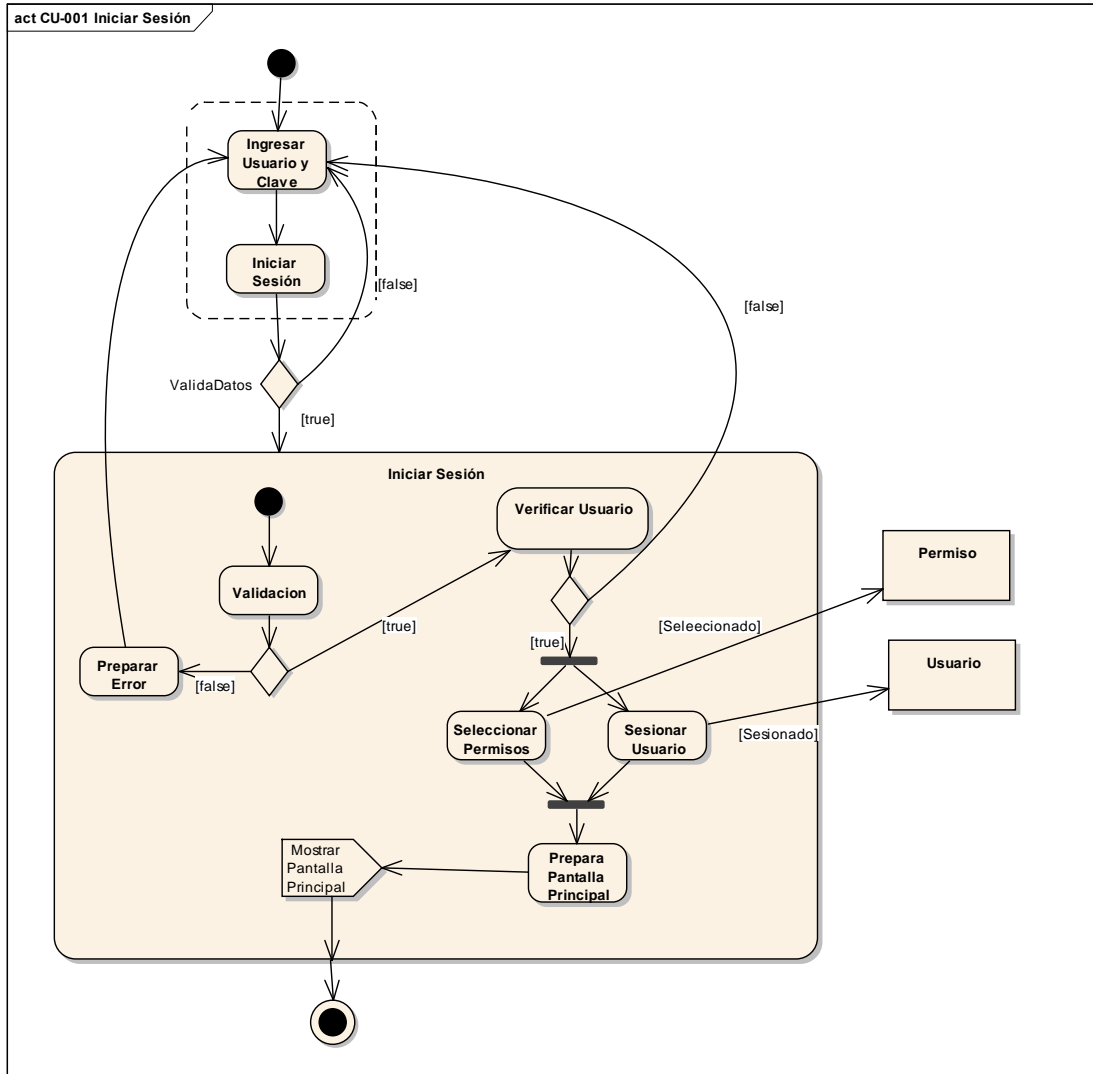 act CU-001 Iniciar Sesión
Ingresar
Usuario y
Clave
Iniciar
Sesión
[false]
[false]
ValidaDatos
[true]
Iniciar Sesión
Verificar Usuario
Permiso
Validacion
[true]
[Seleecionado]
[true]
Preparar
Error
[false]
Usuario
Seleccionar
Permisos
Sesionar
Usuario
[Sesionado]
Mostrar
Pantalla
Principal
Prepara
Pantalla
Principal